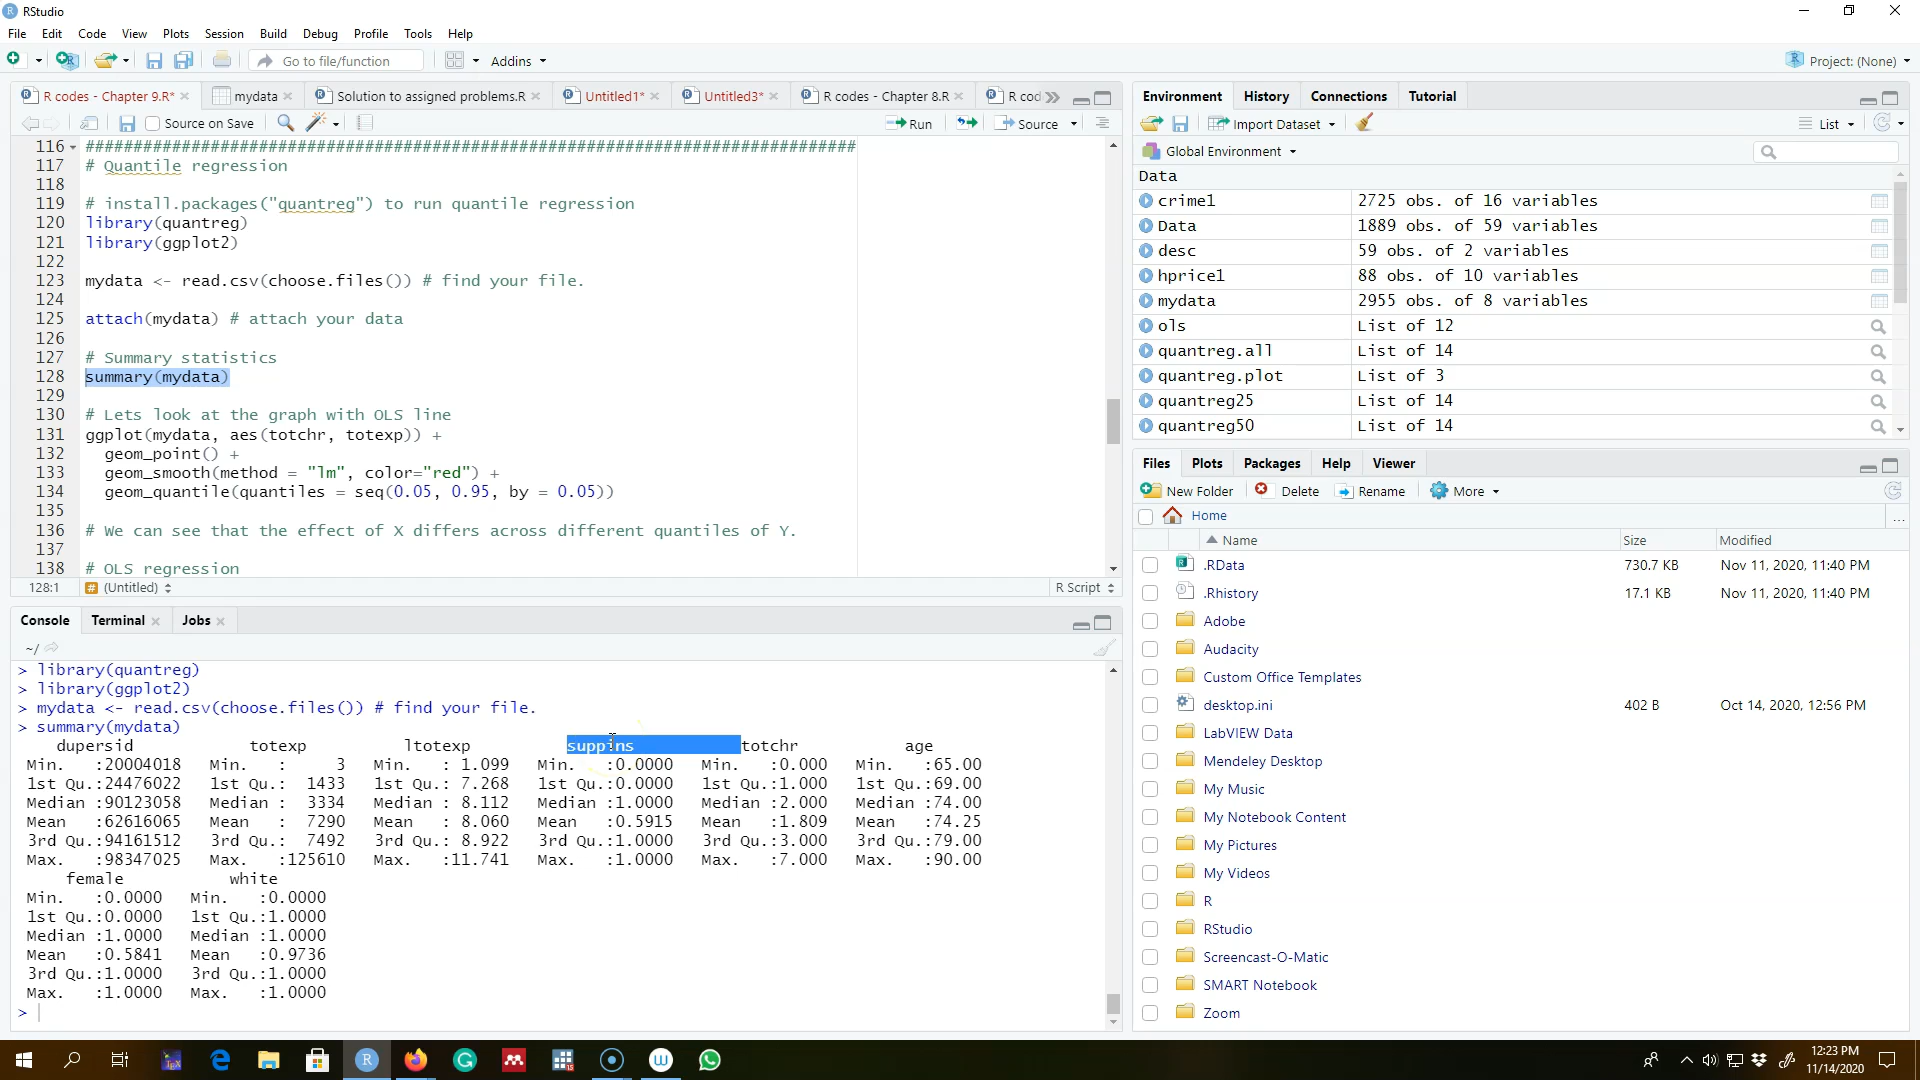 RStudio
File Edit Code View Plots Session Build Debug Profile Tools Help
Go to file/function Addins Project: (None)
R codes - Chapter 9.R* mydata Solution to assigned problems.R Untitled1* Untitled3* R codes - Chapter 8.R R cod
Source on Save Run Source
116 ################################################################################
117 # Quantile regression
118
119 # install.packages("quantreg") to run quantile regression
120 library(quantreg)
121 library(ggplot2)
122
123 mydata <- read.csv(choose.files()) # find your file.
124
125 attach(mydata) # attach your data
126
127 # Summary statistics
128 summary(mydata)
129
130 # Lets look at the graph with OLS line
131 ggplot(mydata, aes(totchr, totexp)) +
132 geom_point() +
133 geom_smooth(method = "lm", color="red") +
134 geom_quantile(quantiles = seq(0.05, 0.95, by = 0.05))
135
136 # We can see that the effect of X differs across different quantiles of Y.
137
138 # OLS regression
128:1 (Untitled) R Script
Console Terminal Jobs
~/
> library(quantreg)
> library(ggplot2)
> mydata <- read.csv(choose.files()) # find your file.
> summary(mydata)
dupersid totexp ltotexp suppins totchr age
Min. :20004018 Min. : 3 Min. : 1.099 Min. :0.0000 Min. :0.000 Min. :65.00
1st Qu.:24476022 1st Qu.: 1433 1st Qu.: 7.268 1st Qu.:0.0000 1st Qu.:1.000 1st Qu.:69.00
Median :90123058 Median : 3334 Median : 8.112 Median :1.0000 Median :2.000 Median :74.00
Mean :62616065 Mean : 7290 Mean : 8.060 Mean :0.5915 Mean :1.809 Mean :74.25
3rd Qu.:94161512 3rd Qu.: 7492 3rd Qu.: 8.922 3rd Qu.:1.0000 3rd Qu.:3.000 3rd Qu.:79.00
Max. :98347025 Max. :125610 Max. :11.741 Max. :1.0000 Max. :7.000 Max. :90.00
female white
Min. :0.0000 Min. :0.0000
1st Qu.:0.0000 1st Qu.:1.0000
Median :1.0000 Median :1.0000
Mean :0.5841 Mean :0.9736
3rd Qu.:1.0000 3rd Qu.:1.0000
Max. :1.0000 Max. :1.0000
>
Environment History Connections Tutorial
Import Dataset List
Global Environment
Data
crime1 2725 obs. of 16 variables
Data 1889 obs. of 59 variables
desc 59 obs. of 2 variables
hprice1 88 obs. of 10 variables
mydata 2955 obs. of 8 variables
ols List of 12
quantreg.all List of 14
quantreg.plot List of 3
quantreg25 List of 14
quantreg50 List of 14
Files Plots Packages Help Viewer
New Folder Delete Rename More
Home ...
Name Size Modified
.RData 730.7 KB Nov 11, 2020, 11:40 PM
.Rhistory 17.1 KB Nov 11, 2020, 11:40 PM
Adobe
Audacity
Custom Office Templates
desktop.ini 402 B Oct 14, 2020, 12:56 PM
LabVIEW Data
Mendeley Desktop
My Music
My Notebook Content
My Pictures
My Videos
R
RStudio
Screencast-O-Matic
SMART Notebook
Zoom
12:23 PM
11/14/2020